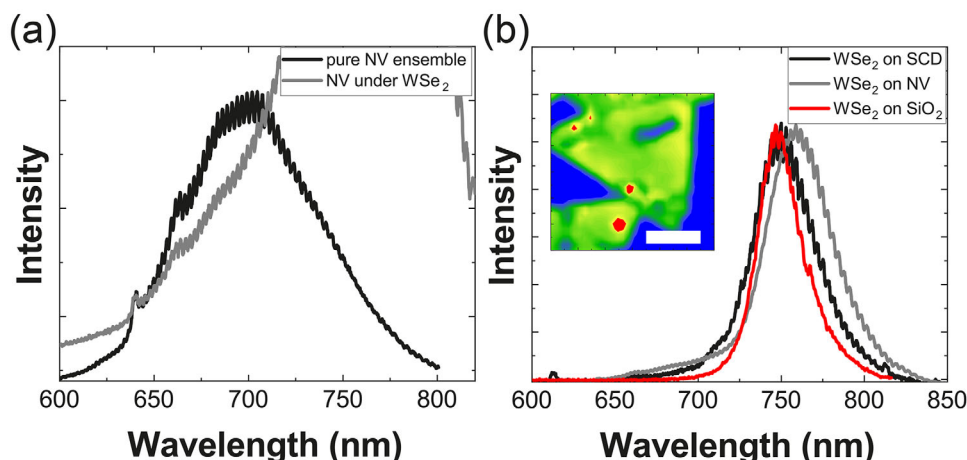 (a)
pure NV ensemble
NV under WSe₂
Intensity
600 650 700 750 800
Wavelength (nm)
(b)
WSe₂ on SCD
WSe₂ on NV
WSe₂ on SiO₂
Intensity
600 650 700 750 800 850
Wavelength (nm)